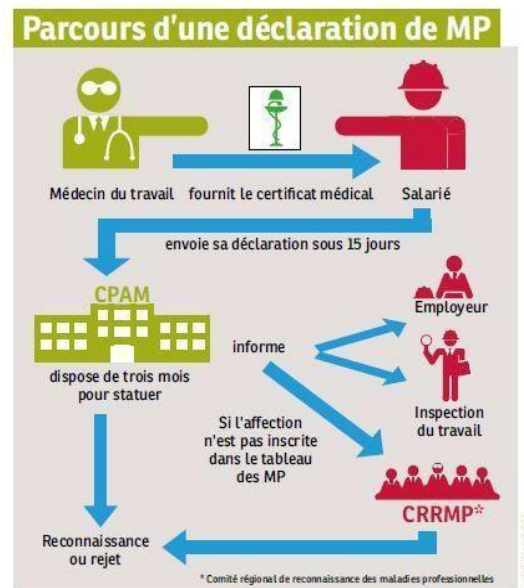 Parcours d'une déclaration de MP
Médecin du travail fournit le certificat médical Salarié
envoie sa déclaration sous 15 jours
CPAM
dispose de trois mois
pour statuer
informe
Employeur
Inspection
du travail
Si l'affection
n'est pas inscrite
dans le tableau
des MP
CRRMP*
Reconnaissance
ou rejet
* Comité régional de reconnaissance des maladies professionnelles